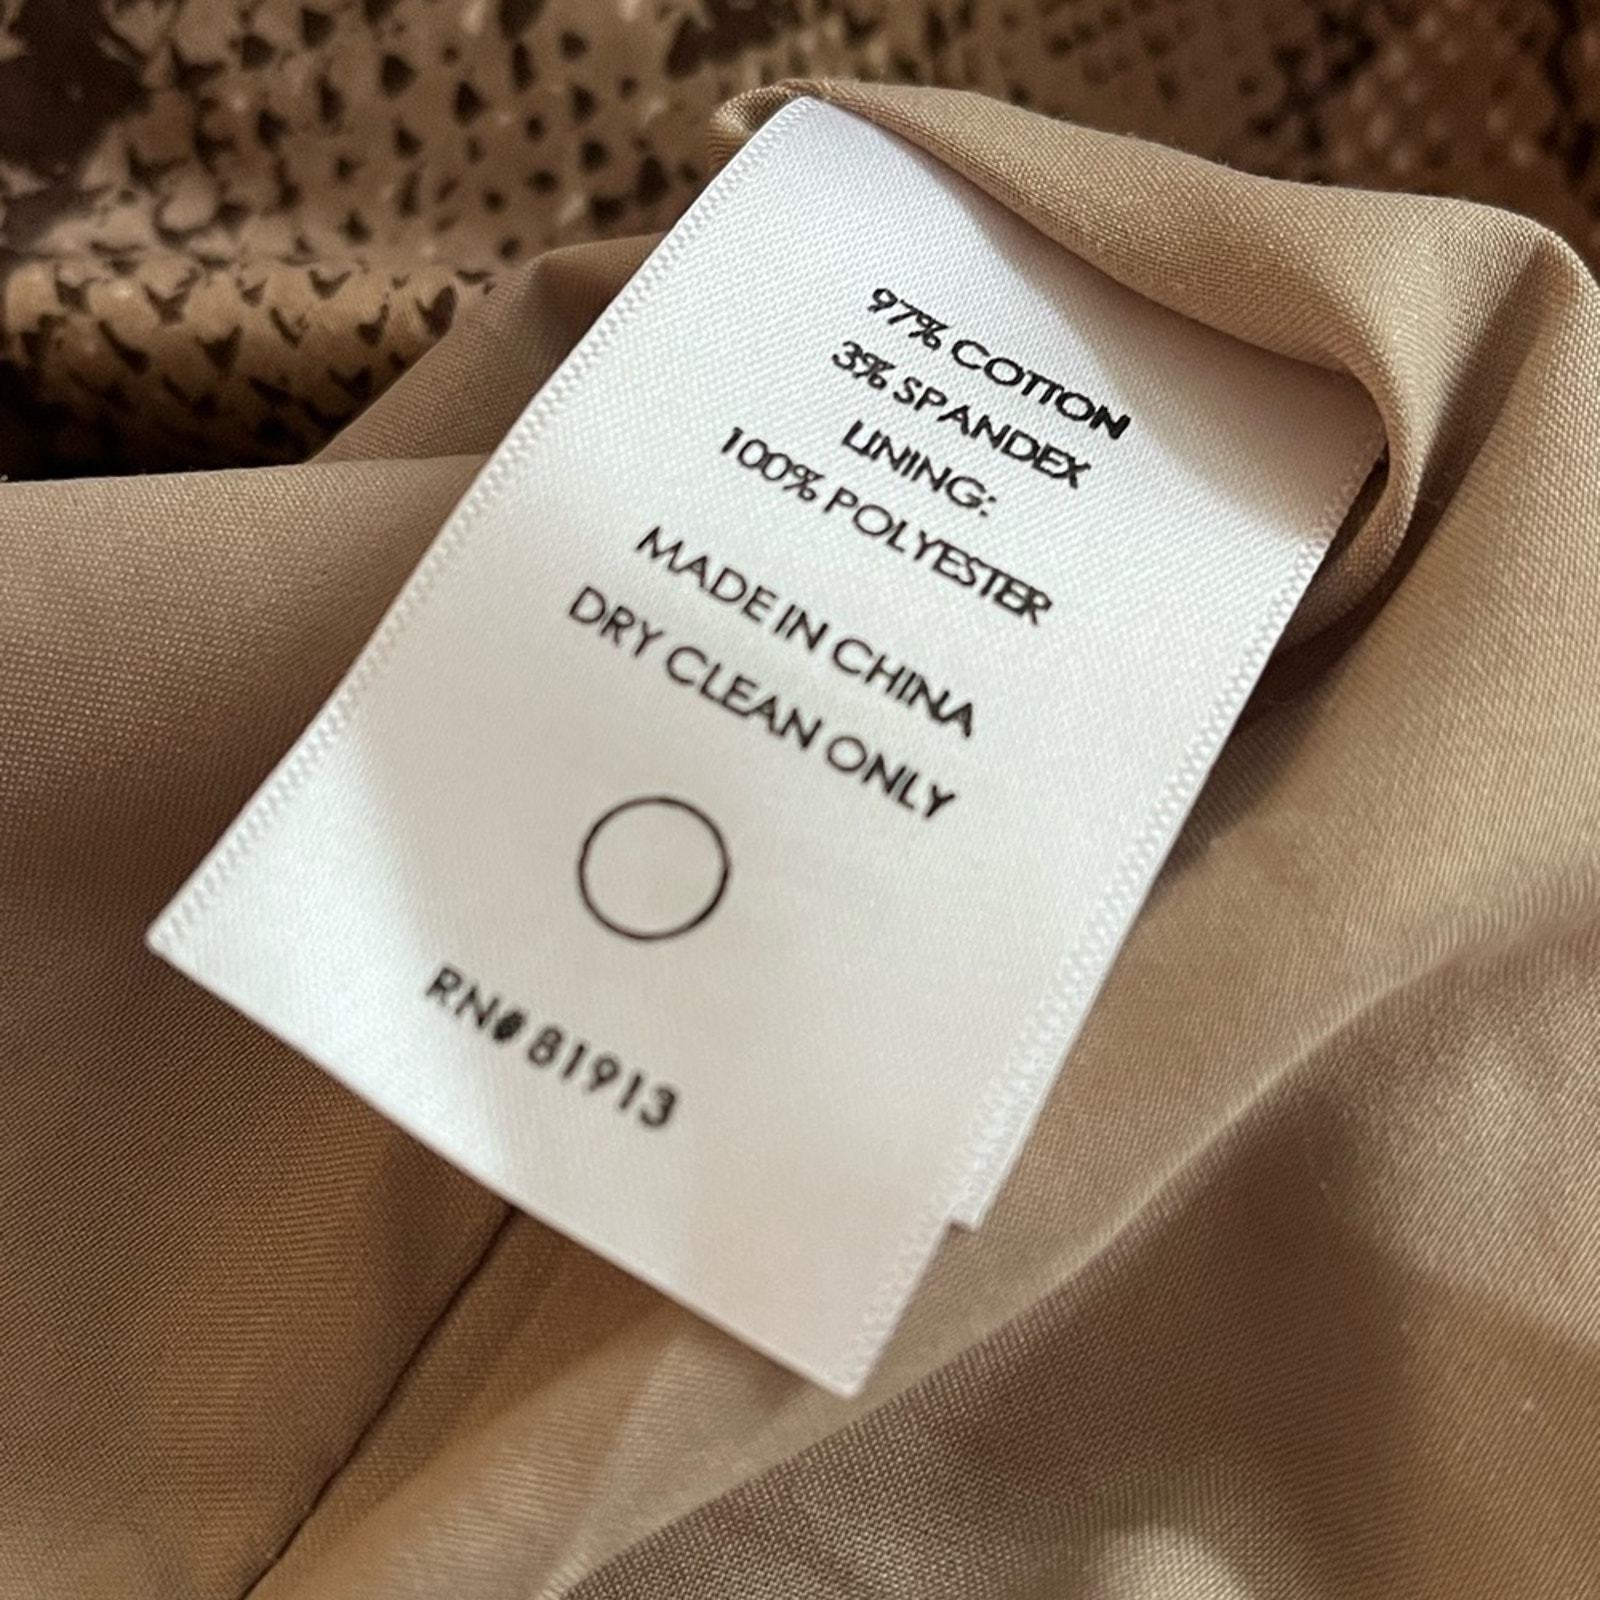 97% COTTON
3% SPANDEX
LINING:
100% POLYESTER
MADE IN CHINA
DRY CLEAN ONLY
RN# 81913